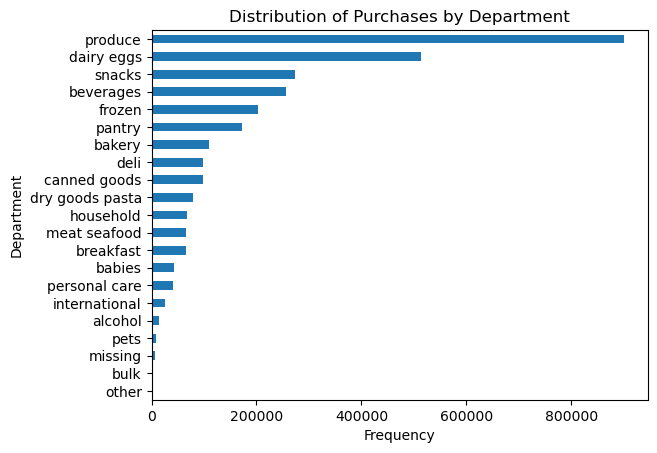 Distribution of Purchases by Department
produce
dairy eggs
snacks
beverages
frozen
pantry
bakery
deli
canned goods
dry goods pasta
household
meat seafood
breakfast
babies
personal care
international
alcohol
pets
missing
bulk
other
Department
0 200000 400000 600000 800000
Frequency